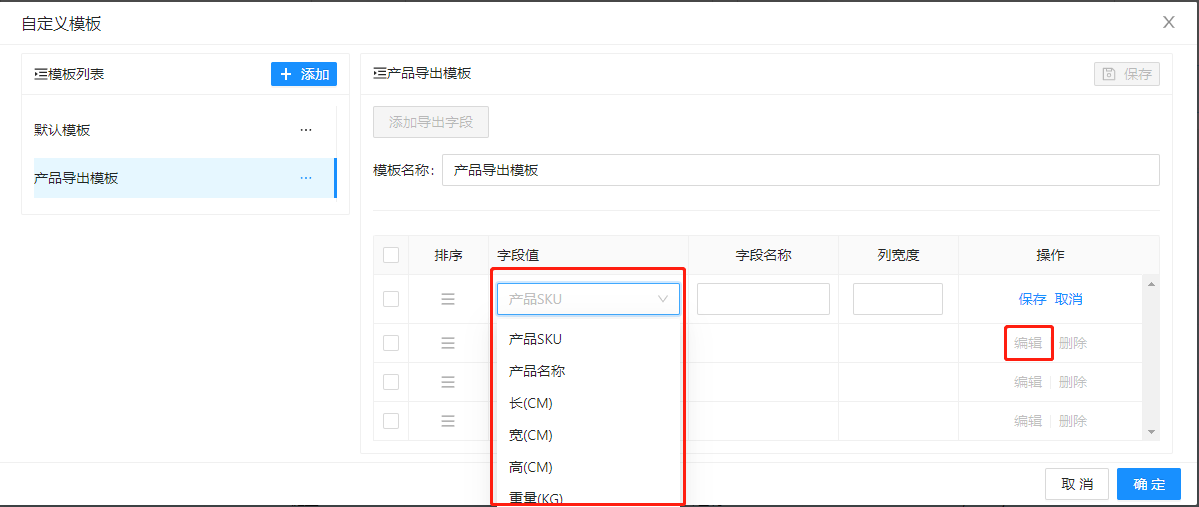 自定义模板
模板列表
添加
默认模板
产品导出模板
产品导出模板
保存
添加导出字段
模板名称: 产品导出模板
排序 字段值 字段名称 列宽度 操作
产品SKU 保存 取消
产品SKU 编辑 删除
产品名称 编辑 删除
长(CM)
编辑 删除
宽(CM)
高(CM)
重量(KG)
取 消 确 定